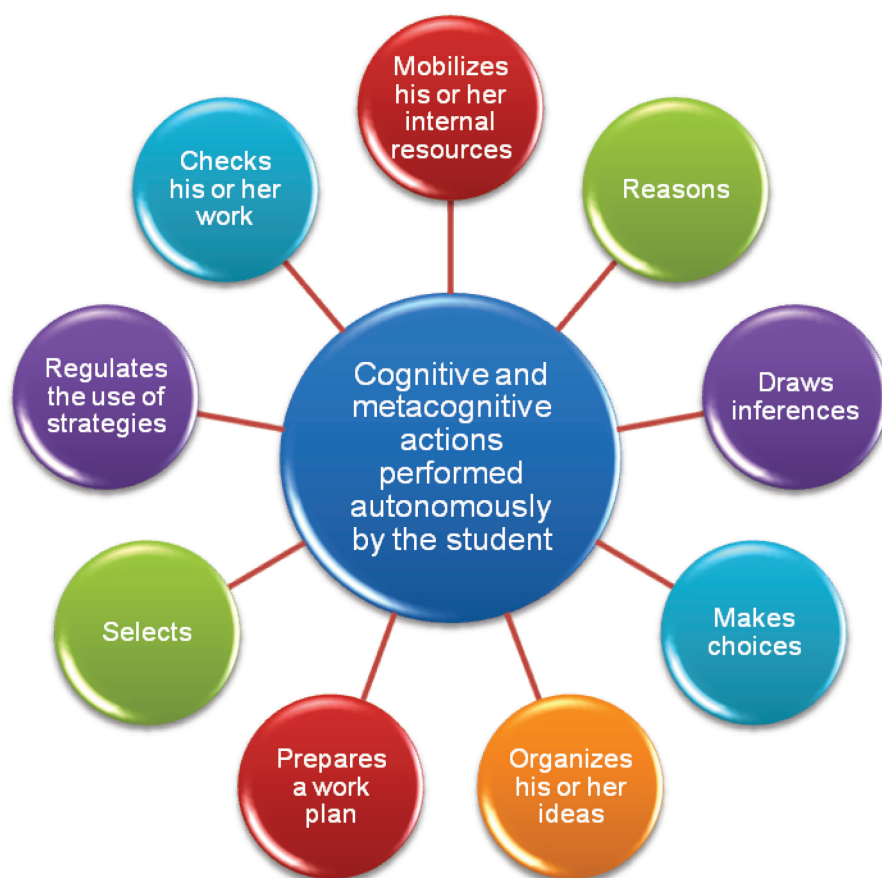 Mobilizes
his or her
internal
resources
Reasons
Draws
inferences
Makes
choices
Organizes
his or her
ideas
Prepares
a work
plan
Selects
Regulates
the use of
strategies
Checks
his or her
work
Cognitive and
metacognitive
actions
performed
autonomously
by the student